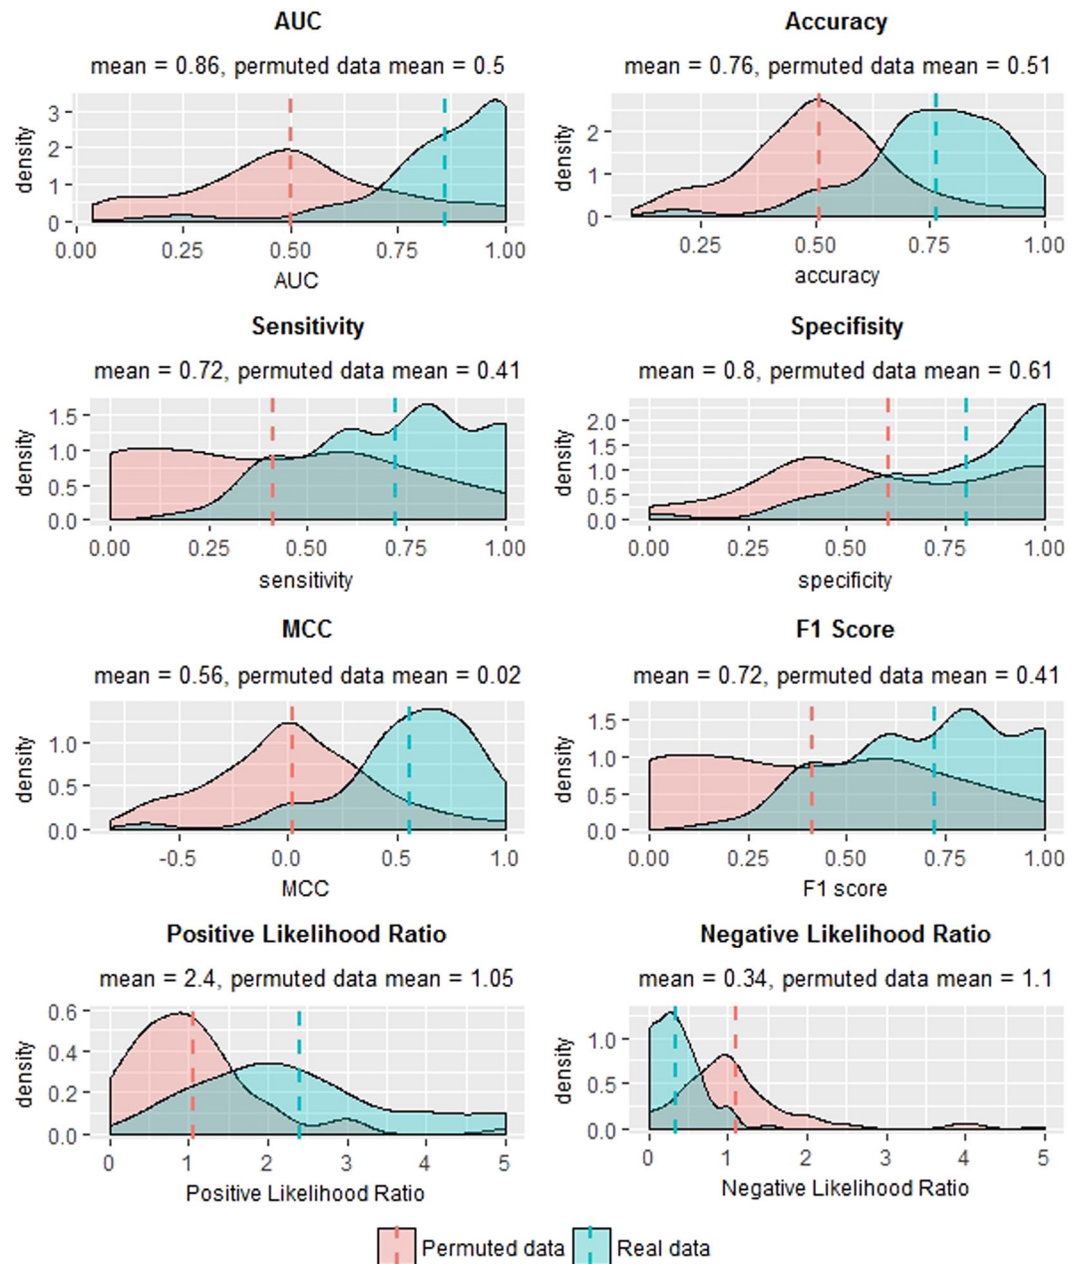 AUC
mean = 0.86, permuted data mean = 0.5
density
3
2
1
0
0.00 0.25 0.50 0.75 1.00
AUC
Accuracy
mean = 0.76, permuted data mean = 0.51
density
2
1
0
0.25 0.50 0.75 1.00
accuracy
Sensitivity
mean = 0.72, permuted data mean = 0.41
density
1.5
1.0
0.5
0.0
0.00 0.25 0.50 0.75 1.00
sensitivity
Specifisity
mean = 0.8, permuted data mean = 0.61
density
2.0
1.5
1.0
0.5
0.0
0.00 0.25 0.50 0.75 1.00
specificity
MCC
mean = 0.56, permuted data mean = 0.02
density
1.0
0.5
0.0
-0.5 0.0 0.5 1.0
MCC
F1 Score
mean = 0.72, permuted data mean = 0.41
density
1.5
1.0
0.5
0.0
0.00 0.25 0.50 0.75 1.00
F1 score
Positive Likelihood Ratio
mean = 2.4, permuted data mean = 1.05
density
0.6
0.4
0.2
0.0
0 1 2 3 4 5
Positive Likelihood Ratio
Negative Likelihood Ratio
mean = 0.34, permuted data mean = 1.1
density
1.0
0.5
0.0
0 1 2 3 4 5
Negative Likelihood Ratio
Permuted data Real data